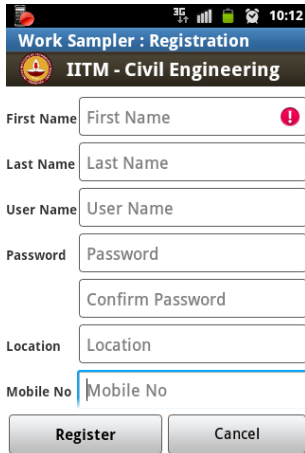 3G 10:12
Work Sampler : Registration
IITM - Civil Engineering
First Name First Name
Last Name Last Name
User Name User Name
Password Password
Confirm Password
Location Location
Mobile No Mobile No
Register Cancel